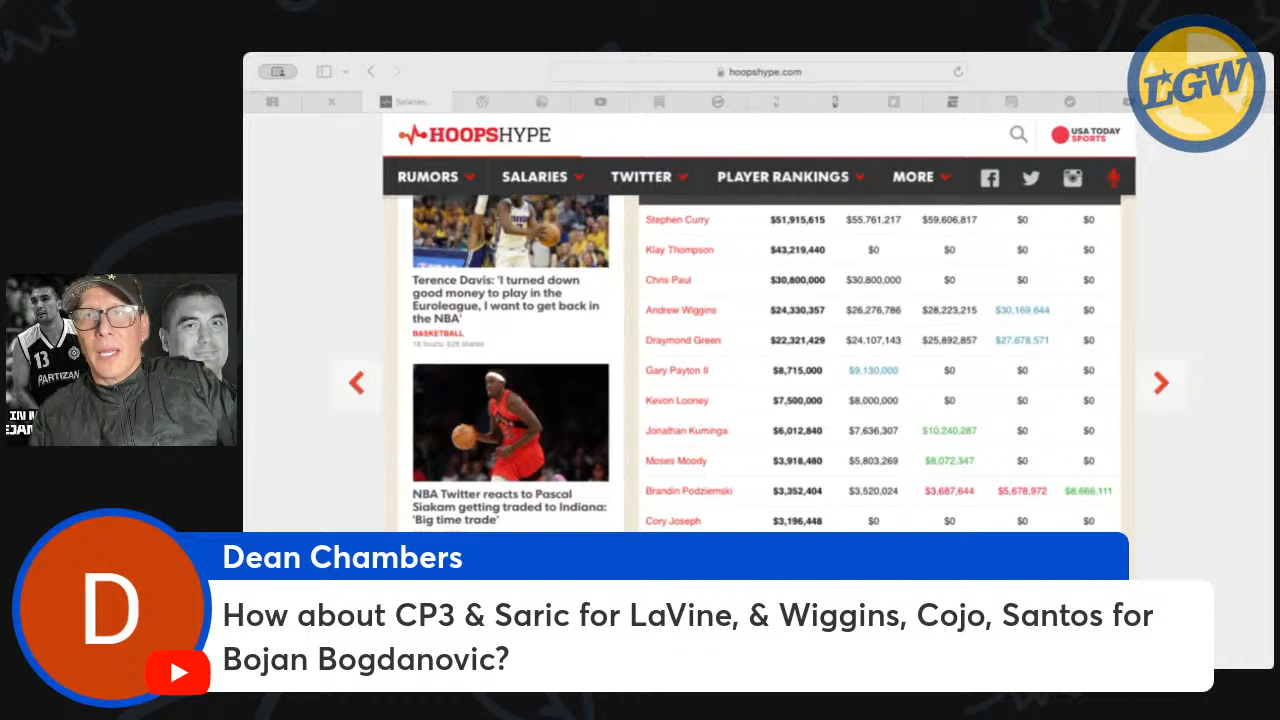 LGW
hoopshype.com
Salaries...
HOOPSHYPE
USA TODAY
SPORTS
RUMORS SALARIES TWITTER PLAYER RANKINGS MORE
Terence Davis: 'I turned down
good money to play in the
Euroleague, I want to get back in
the NBA'
BASKETBALL
NBA Twitter reacts to Pascal
Siakam getting traded to Indiana:
'Big time trade'
Stephen Curry $51,915,615 $55,761,217 $59,606,817 $0 $0
Klay Thompson $43,219,440 $0 $0 $0 $0
Chris Paul $30,800,000 $30,800,000 $0 $0 $0
Andrew Wiggins $24,330,357 $26,276,786 $28,223,215 $30,169,644 $0
Draymond Green $22,321,429 $24,107,143 $25,892,857 $27,678,571 $0
Gary Payton II $8,715,000 $9,130,000 $0 $0 $0
Kevon Looney $7,500,000 $8,000,000 $0 $0 $0
Jonathan Kuminga $6,012,840 $7,636,307 $10,240,287 $0 $0
Moses Moody $3,918,480 $5,803,269 $8,072,347 $0 $0
Brandin Podziemski $3,352,404 $3,520,024 $3,687,644 $5,678,972 $8,666,111
Cory Joseph $3,196,448 $0 $0 $0 $0
13
PARTIZAN
D
Dean Chambers
How about CP3 & Saric for LaVine, & Wiggins, Cojo, Santos for
Bojan Bogdanovic?